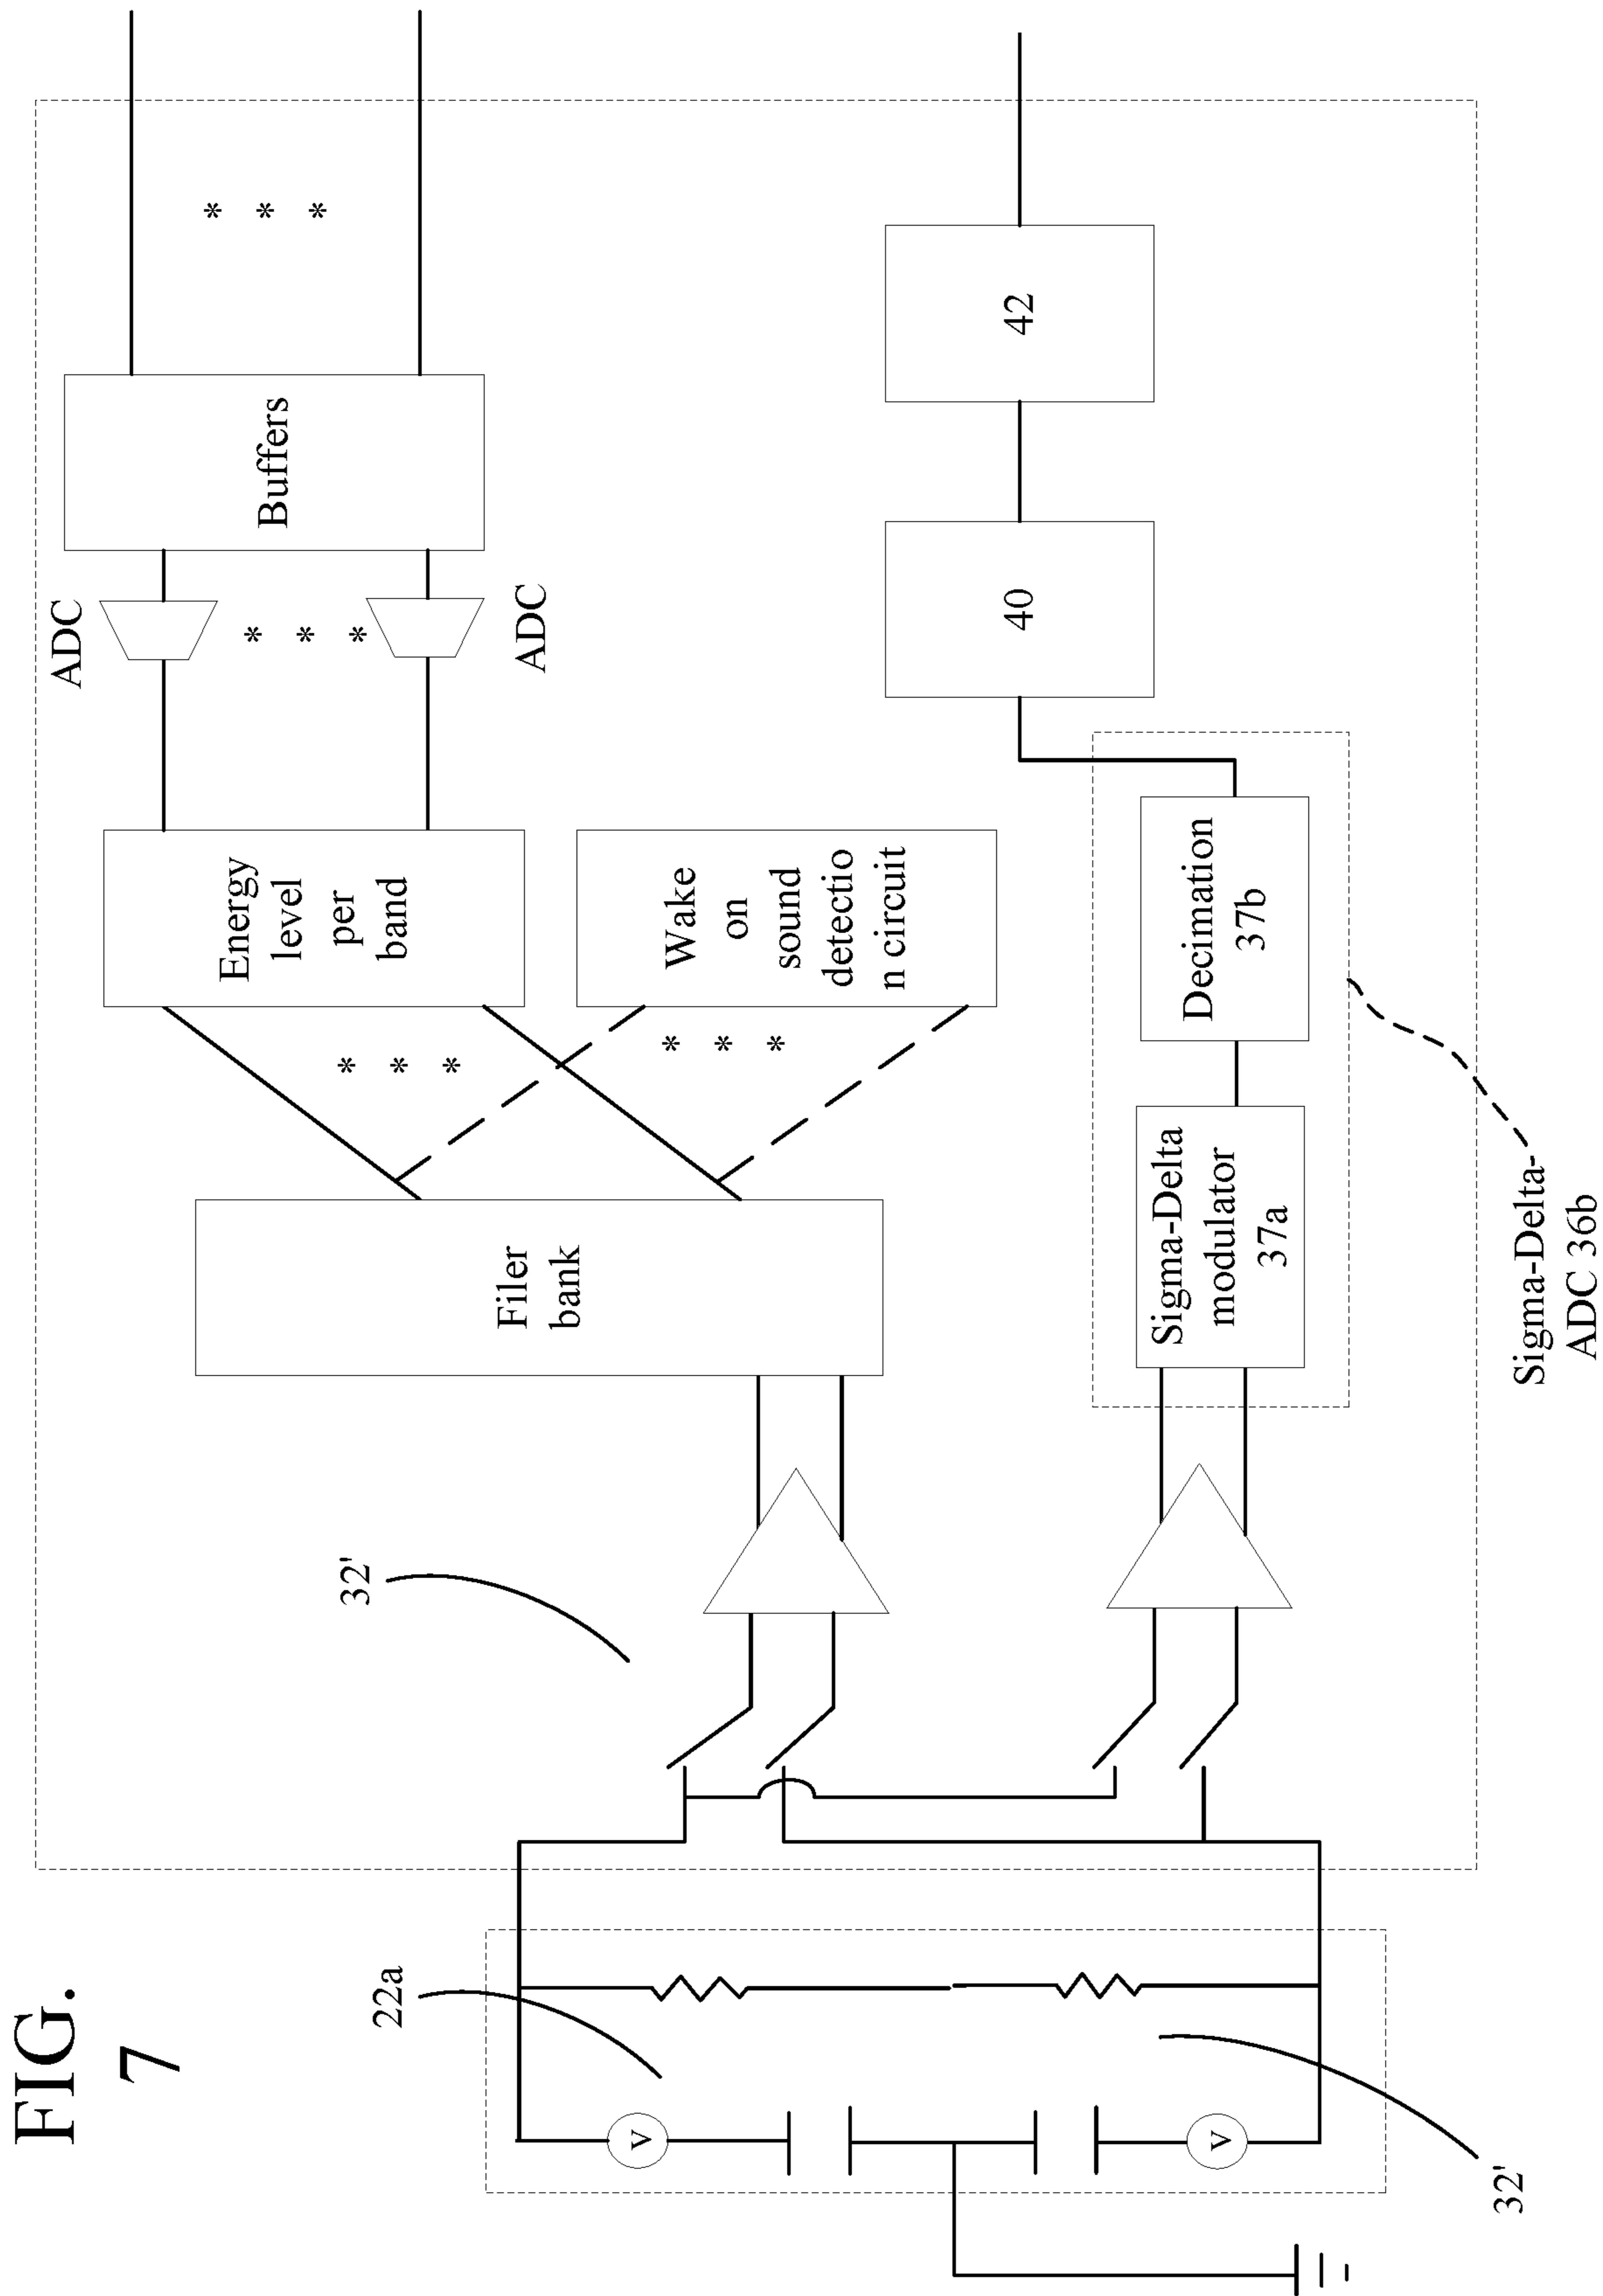 FIG.
7
22a
32'
V
V
32'
Filer
bank
Energy
level
per
band
Wake
on
sound
detectio
n circuit
* * *
* * *
ADC
* * *
ADC
Buffers
* * *
Sigma-Delta
modulator
37a
Decimation
37b
Sigma-Delta-
ADC 36b
40
42